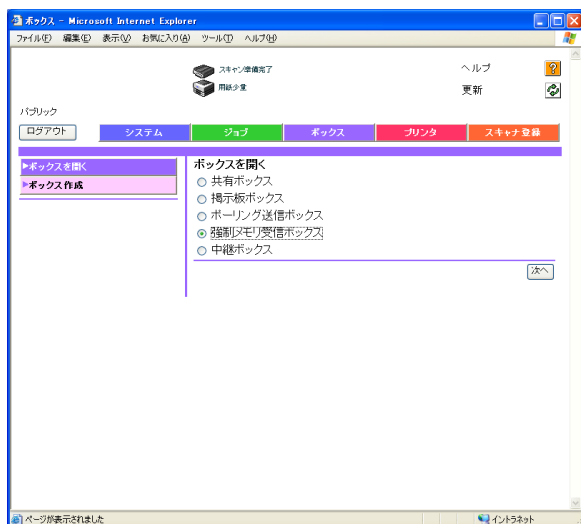 ボックス - Microsoft Internet Explorer
ファイル(F) 編集(E) 表示(V) お気に入り(A) ツール(T) ヘルプ(H)
スキャン準備完了
ヘルプ
用紙少量
更新
パブリック
ログアウト システム ジョブ ボックス プリンタ スキャナ登録
▶ボックスを開く
▶ボックス作成
ボックスを開く
共有ボックス
掲示板ボックス
ポーリング送信ボックス
強制メモリ受信ボックス
中継ボックス
次へ
ページが表示されました
イントラネット